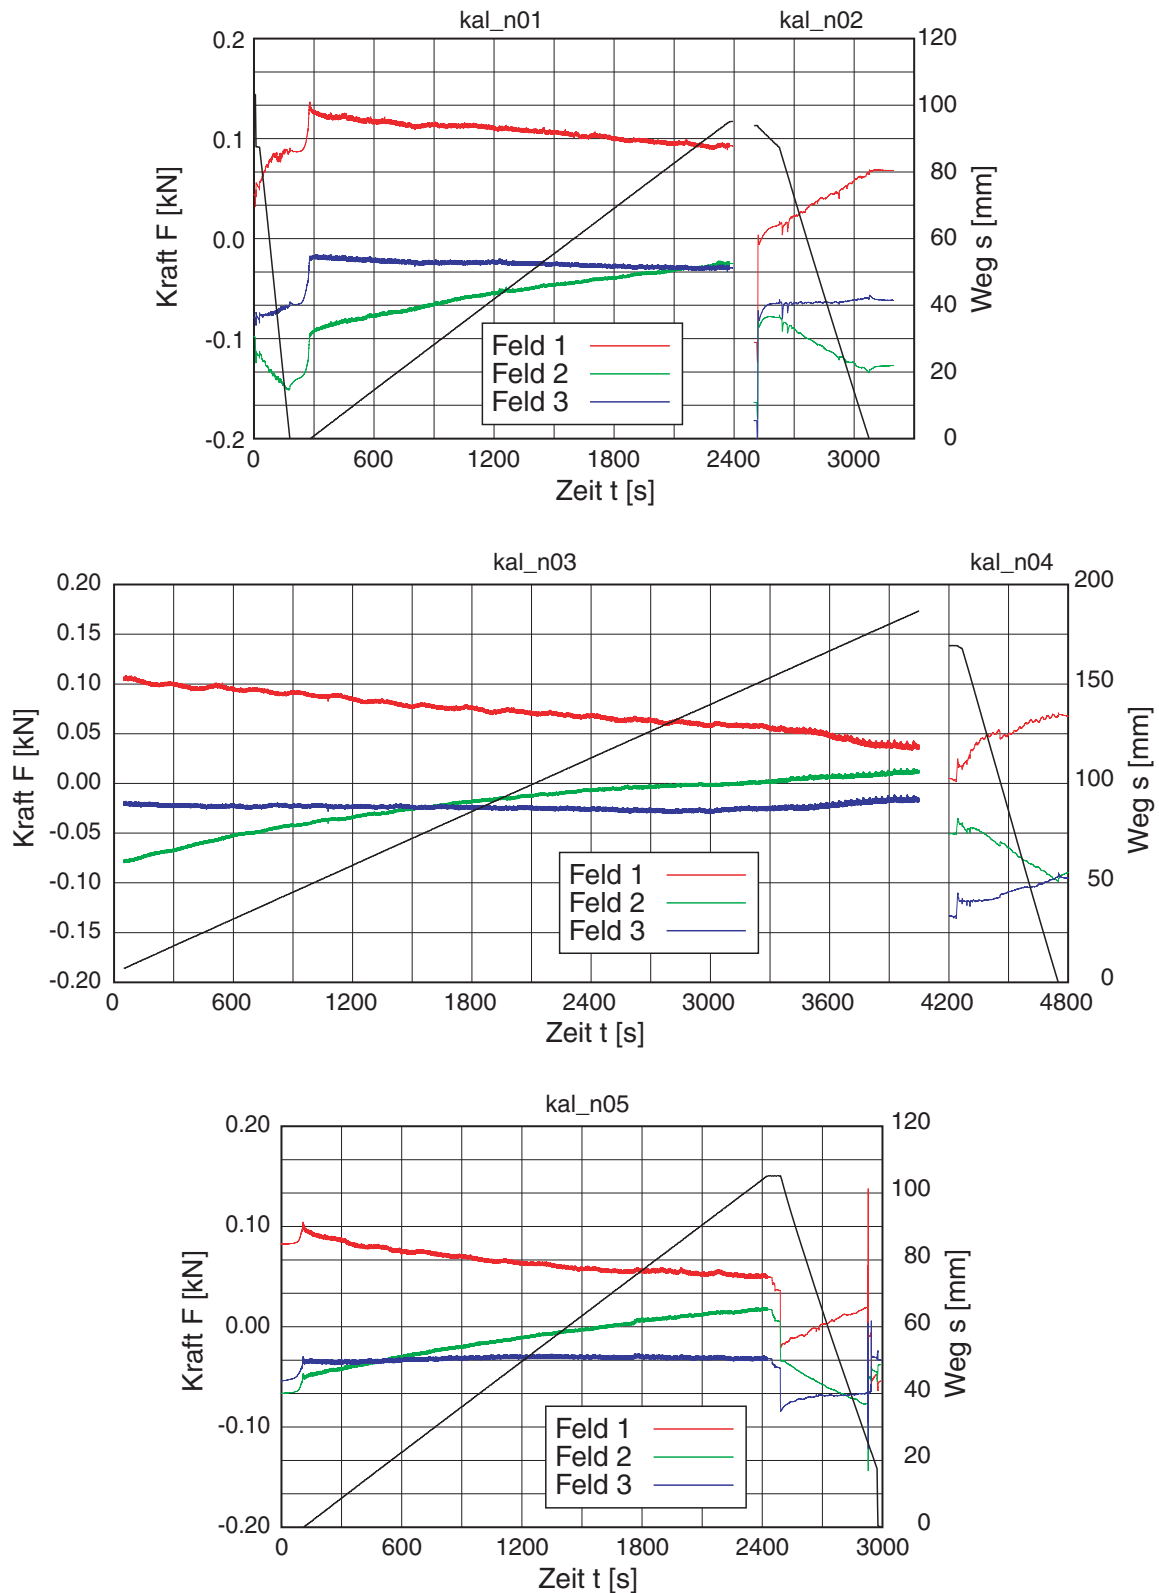 kal_n01 kal_n02
0.2 120
100
0.1 80
0.0 60
40
-0.1 20
-0.2 0
Kraft F [kN]
Weg s [mm]
Feld 1
Feld 2
Feld 3
0 600 1200 1800 2400 3000
Zeit t [s]
kal_n03 kal_n04
0.20 200
0.15
0.10 150
0.05
0.00 100
-0.05
-0.10 50
-0.15
-0.20 0
Kraft F [kN]
Weg s [mm]
Feld 1
Feld 2
Feld 3
0 600 1200 1800 2400 3000 3600 4200 4800
Zeit t [s]
kal_n05
0.20 120
100
0.10 80
0.00 60
40
-0.10 20
-0.20 0
Kraft F [kN]
Weg s [mm]
Feld 1
Feld 2
Feld 3
0 600 1200 1800 2400 3000
Zeit t [s]